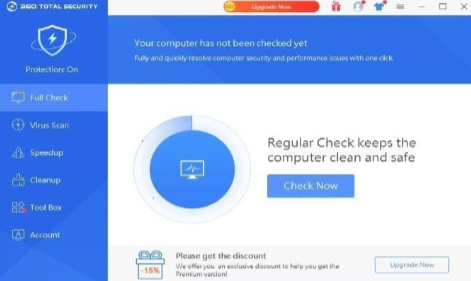 360 TOTAL SECURITY
Upgrade Now
Protection: On
Full Check
Virus Scan
Speedup
Cleanup
Tool Box
Account
Your computer has not been checked yet
Fully and quickly resolve computer security and performance issues with one click.
Regular Check keeps the
computer clean and safe
Check Now
-15%
Please get the discount
We offer you an exclusive discount to help you get the
Premium version!
Upgrade Now